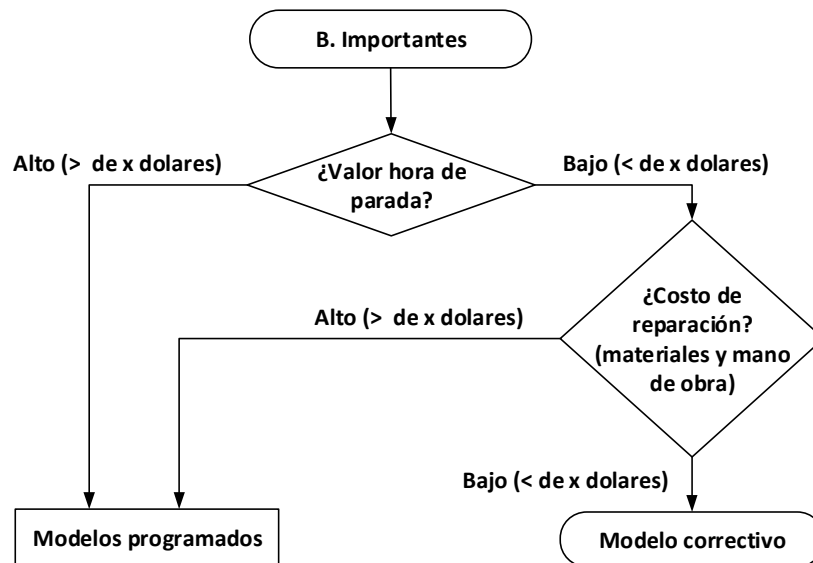 B. Importantes
Alto (> de x dolares)
¿Valor hora de
parada?
Bajo (< de x dolares)
Alto (> de x dolares)
¿Costo de
reparación?
(materiales y mano
de obra)
Bajo (< de x dolares)
Modelos programados
Modelo correctivo